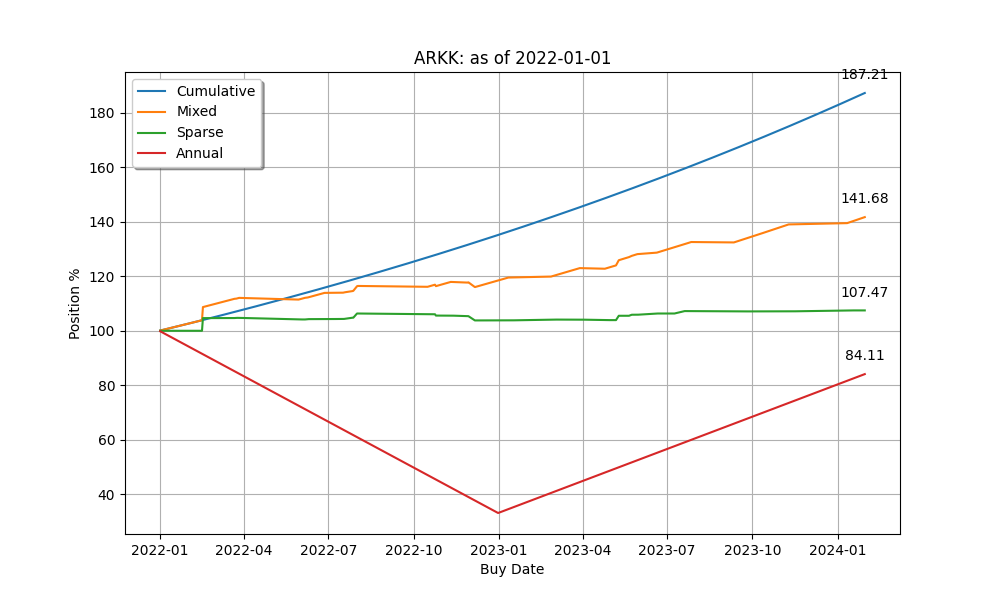 ARKK: as of 2022-01-01
187.21
Cumulative
Mixed
Sparse
Annual
180
160
141.68
140
120
107.47
100
84.11
80
60
40
Position %
2022-01 2022-04 2022-07 2022-10 2023-01 2023-04 2023-07 2023-10 2024-01
Buy Date